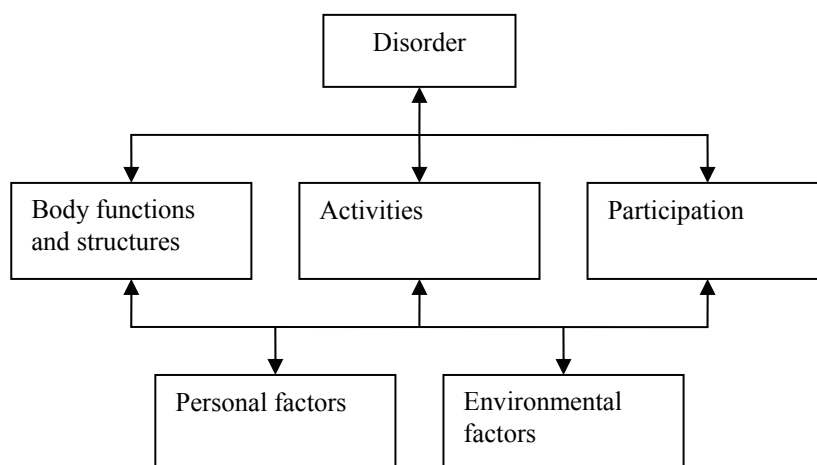 Disorder
Body functions
and structures
Activities
Participation
Personal factors
Environmental
factors